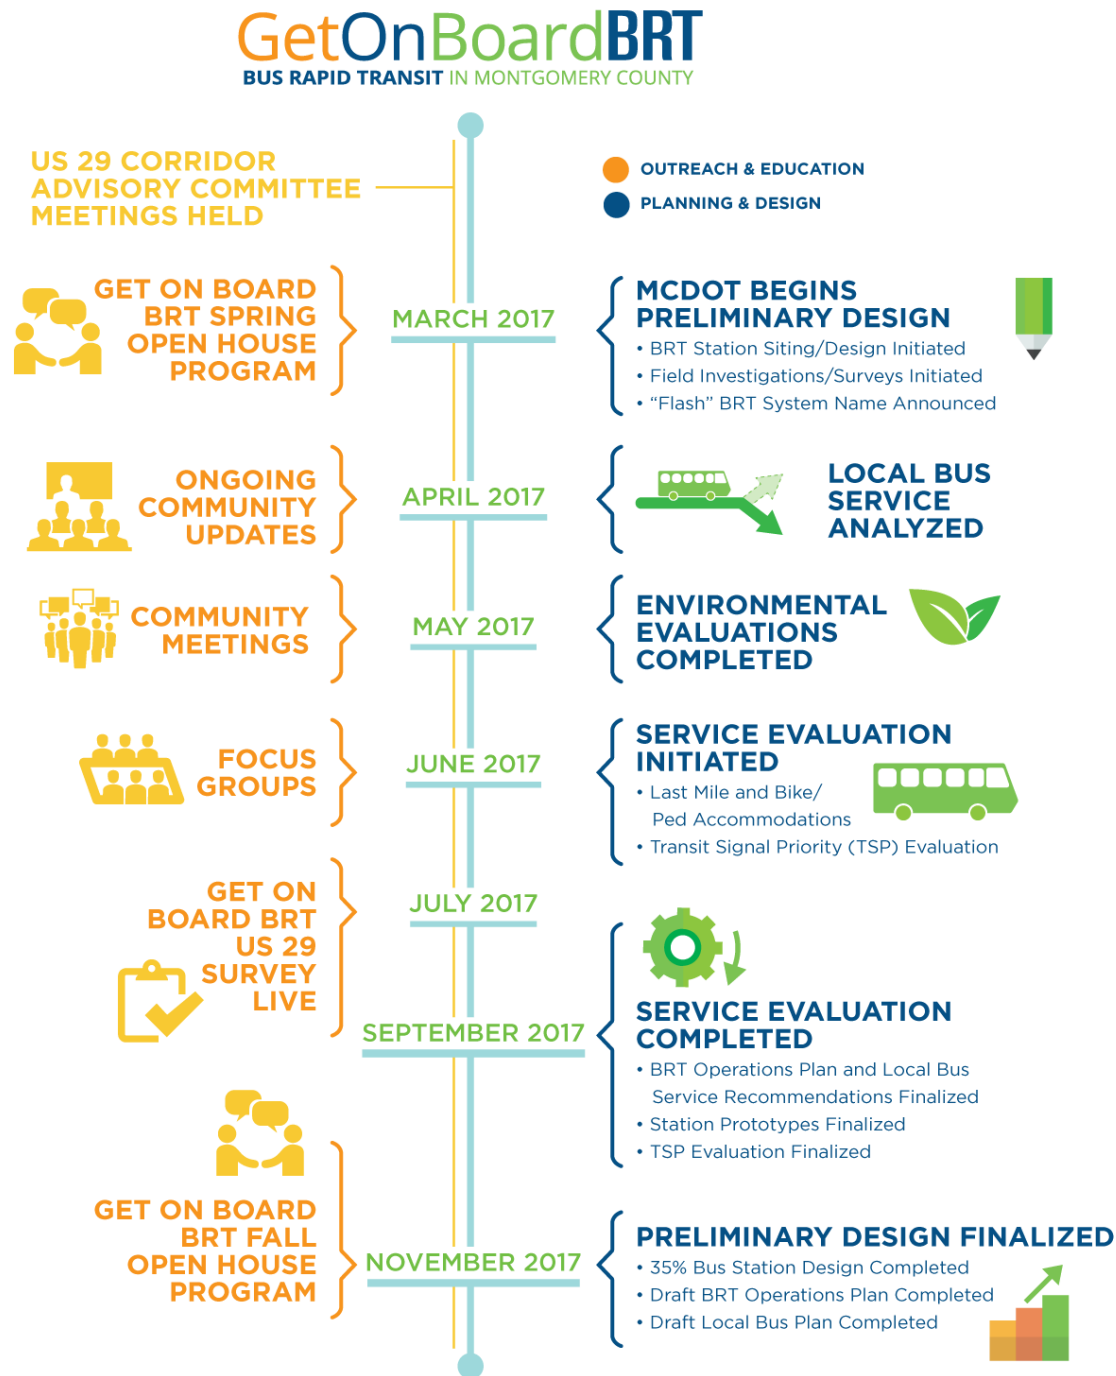 GetOnBoardBRT
BUS RAPID TRANSIT IN MONTGOMERY COUNTY
US 29 CORRIDOR
ADVISORY COMMITTEE
MEETINGS HELD
OUTREACH & EDUCATION
PLANNING & DESIGN
GET ON BOARD
BRT SPRING
OPEN HOUSE
PROGRAM
MARCH 2017
MCDOT BEGINS
PRELIMINARY DESIGN
• BRT Station Siting/Design Initiated
• Field Investigations/Surveys Initiated
• “Flash” BRT System Name Announced
ONGOING
COMMUNITY
UPDATES
APRIL 2017
LOCAL BUS
SERVICE
ANALYZED
COMMUNITY
MEETINGS
MAY 2017
ENVIRONMENTAL
EVALUATIONS
COMPLETED
FOCUS
GROUPS
JUNE 2017
SERVICE EVALUATION
INITIATED
• Last Mile and Bike/
Ped Accommodations
• Transit Signal Priority (TSP) Evaluation
GET ON
BOARD BRT
US 29
SURVEY
LIVE
JULY 2017
SEPTEMBER 2017
SERVICE EVALUATION
COMPLETED
• BRT Operations Plan and Local Bus
Service Recommendations Finalized
• Station Prototypes Finalized
• TSP Evaluation Finalized
GET ON BOARD
BRT FALL
OPEN HOUSE
PROGRAM
NOVEMBER 2017
PRELIMINARY DESIGN FINALIZED
• 35% Bus Station Design Completed
• Draft BRT Operations Plan Completed
• Draft Local Bus Plan Completed